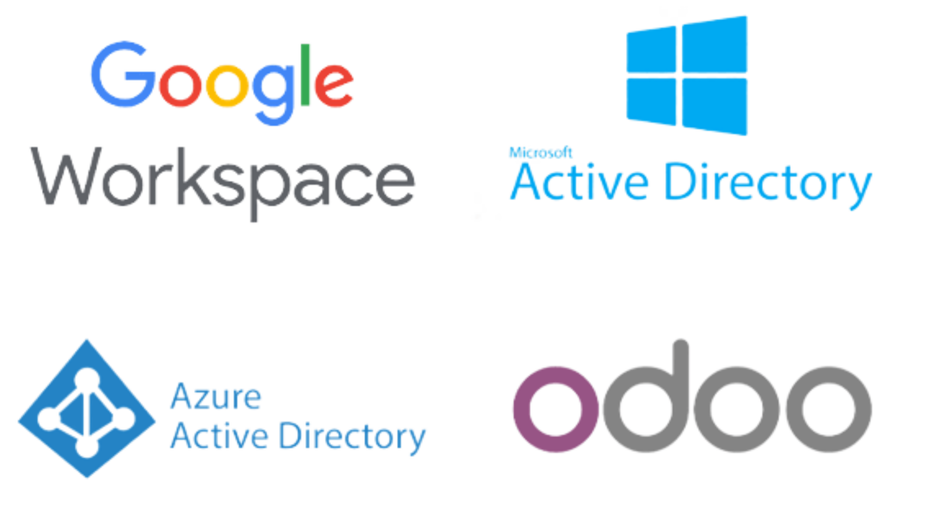 Google
Workspace
Microsoft
Active Directory
Azure
Active Directory
odoo